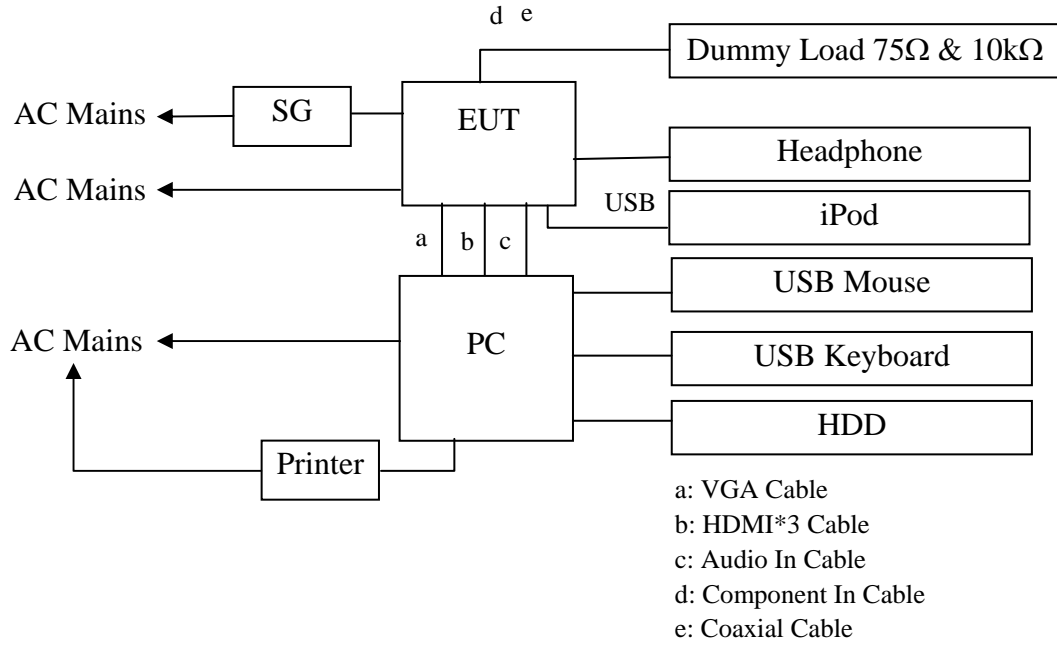 d e
Dummy Load 75Ω & 10kΩ
AC Mains
SG
EUT
Headphone
AC Mains
USB
iPod
a
b
c
USB Mouse
AC Mains
PC
USB Keyboard
HDD
Printer
a: VGA Cable
b: HDMI*3 Cable
c: Audio In Cable
d: Component In Cable
e: Coaxial Cable